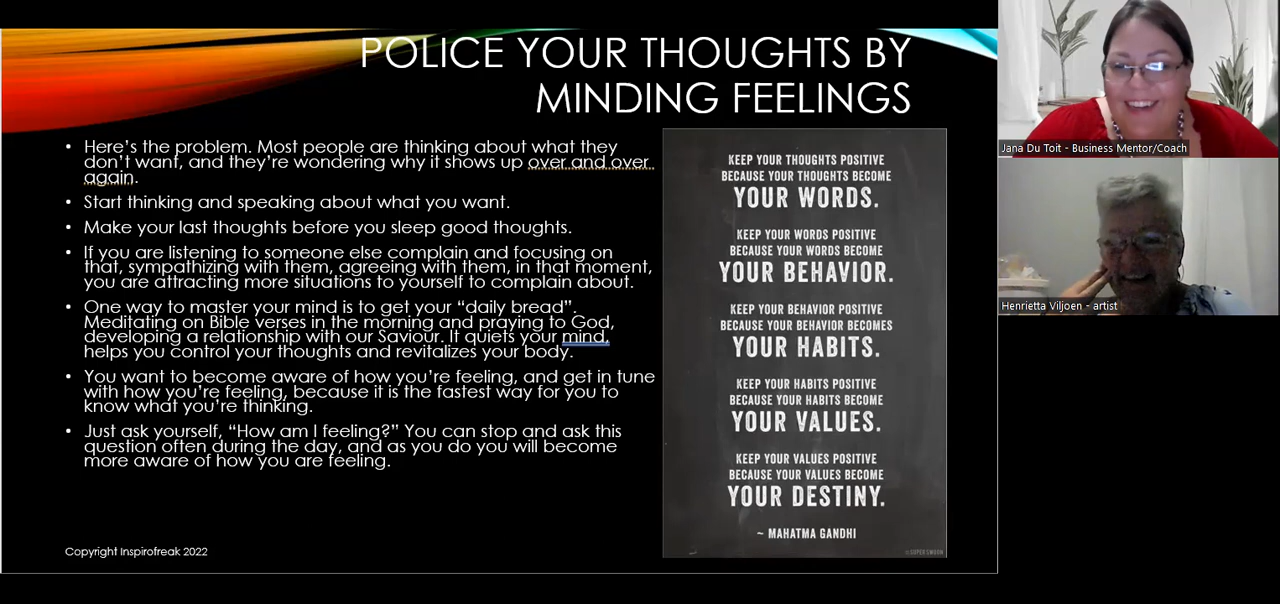 POLICE YOUR THOUGHTS BY
MINDING FEELINGS
• Here's the problem. Most people are thinking about what they
don't want, and they're wondering why it shows up over and over
again.
• Start thinking and speaking about what you want.
• Make your last thoughts before you sleep good thoughts.
• If you are listening to someone else complain and focusing on
that, sympathizing with them, agreeing with them, in that moment,
you are attracting more situations to yourself to complain about.
• One way to master your mind is to get your “daily bread”.
Meditating on Bible verses in the morning and praying to God,
developing a relationship with our Saviour. It quiets your mind,
helps you control your thoughts and revitalizes your body.
• You want to become aware of how you're feeling, and get in tune
with how you're feeling, because it is the fastest way for you to
know what you're thinking.
• Just ask yourself, “How am I feeling?” You can stop and ask this
question often during the day, and as you do you will become
more aware of how you are feeling.
Copyright Inspirofreak 2022
KEEP YOUR THOUGHTS POSITIVE
BECAUSE YOUR THOUGHTS BECOME
YOUR WORDS.
KEEP YOUR WORDS POSITIVE
BECAUSE YOUR WORDS BECOME
YOUR BEHAVIOR.
KEEP YOUR BEHAVIOR POSITIVE
BECAUSE YOUR BEHAVIOR BECOMES
YOUR HABITS.
KEEP YOUR HABITS POSITIVE
BECAUSE YOUR HABITS BECOME
YOUR VALUES.
KEEP YOUR VALUES POSITIVE
BECAUSE YOUR VALUES BECOME
YOUR DESTINY.
~ MAHATMA GANDHI
©SUPER SWOON
Jana Du Toit - Business Mentor/Coach
Henrietta Viljoen - artist